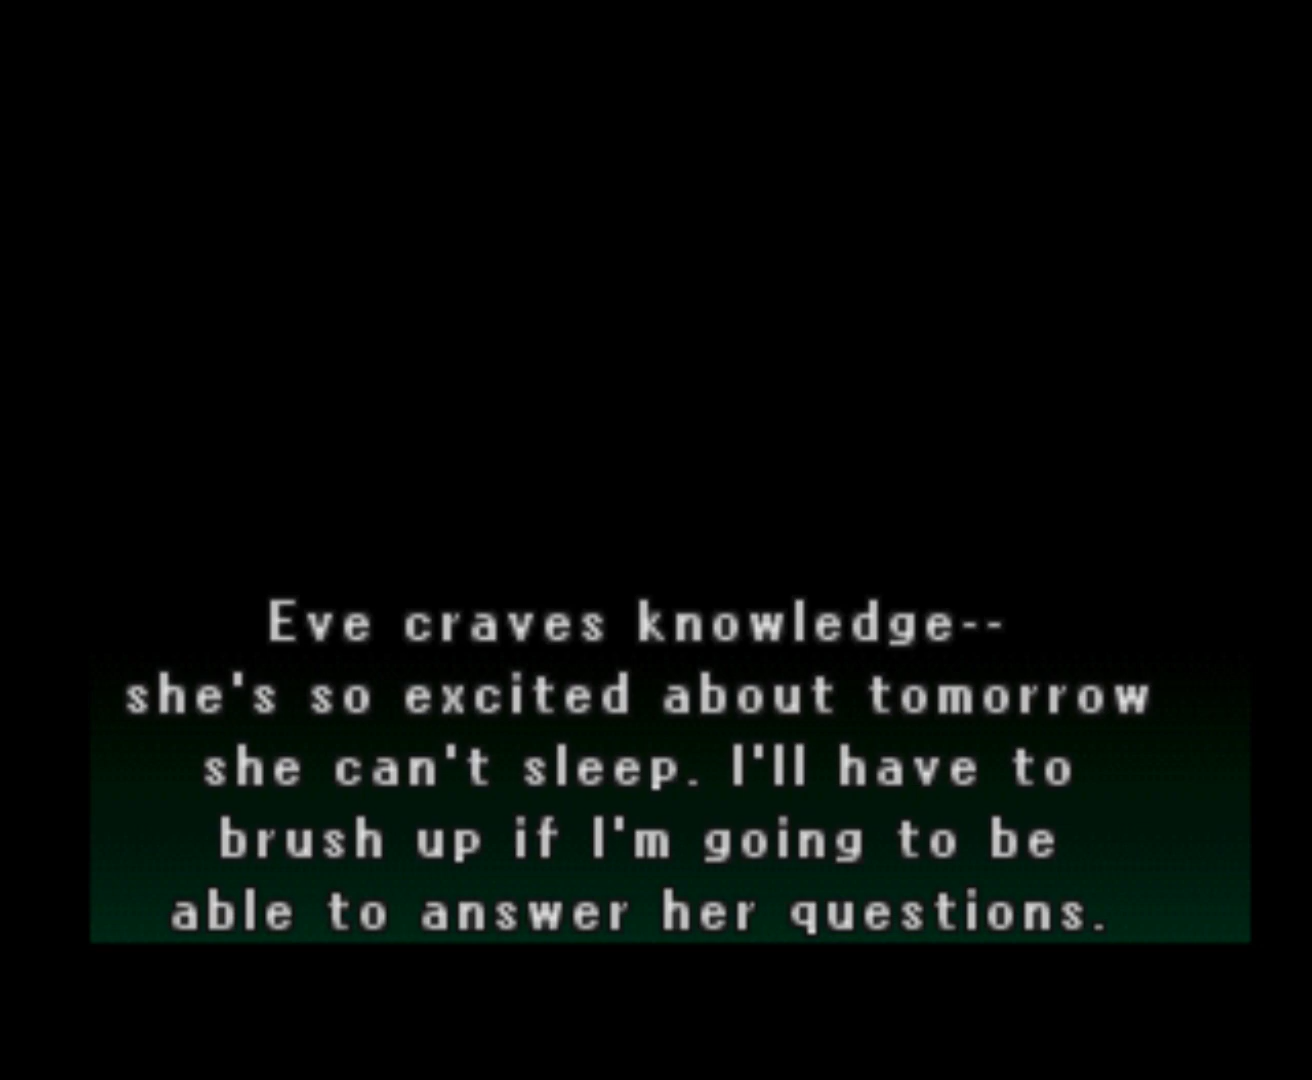 Eve craves knowledge--
she's so excited about tomorrow
she can't sleep. I'll have to
brush up if I'm going to be
able to answer her questions.